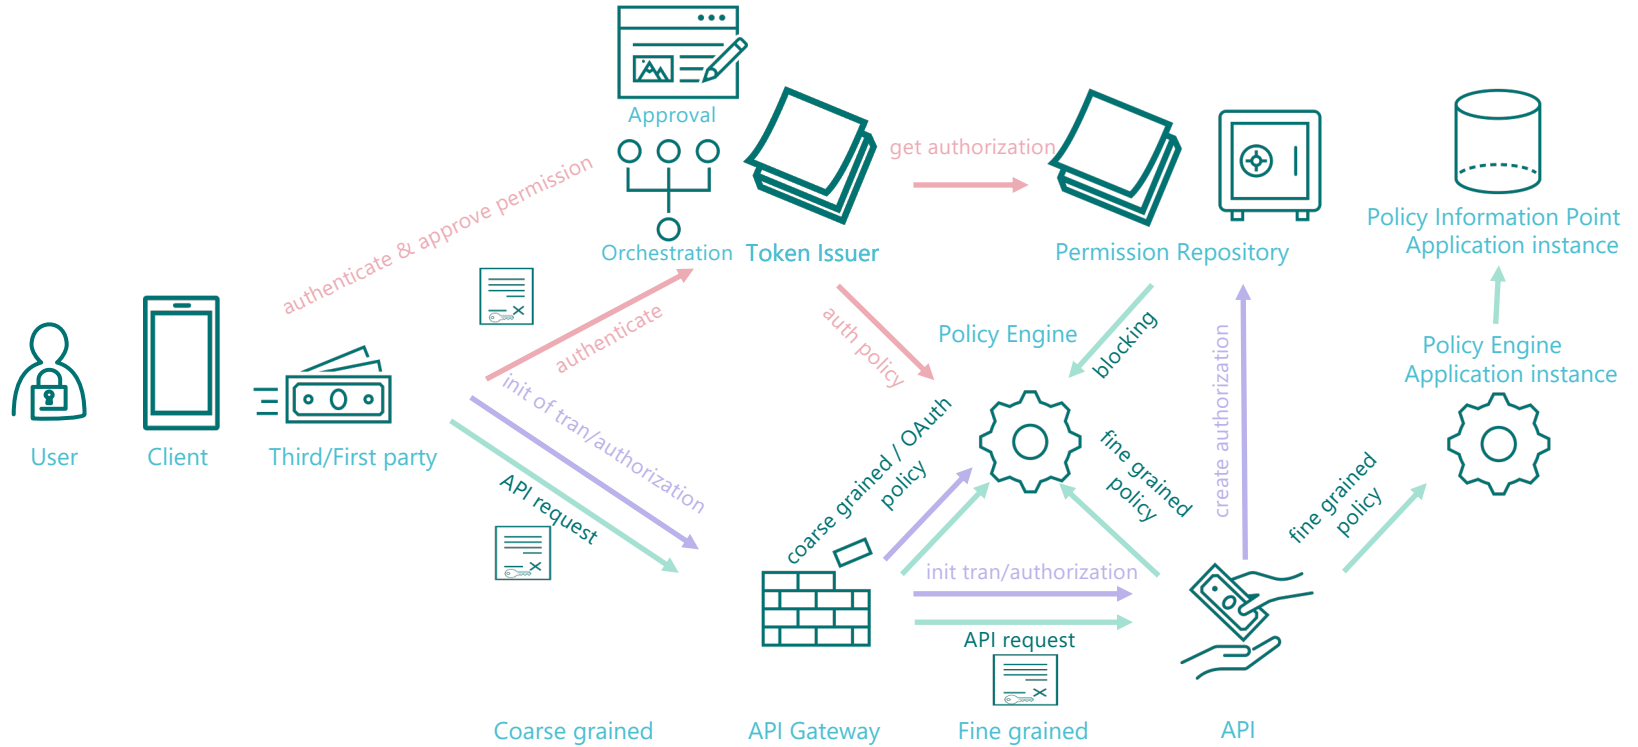 Approval
Orchestration
Token Issuer
get authorization
Permission Repository
Policy Information Point
Application instance
authenticate & approve permission
authenticate
auth policy
Policy Engine
blocking
create authorization
Policy Engine
Application instance
User
Client
Third/First party
init of tran/authorization
API request
coarse grained / OAuth
policy
fine grained
policy
fine grained
policy
init tran/authorization
API request
Coarse grained
API Gateway
Fine grained
API